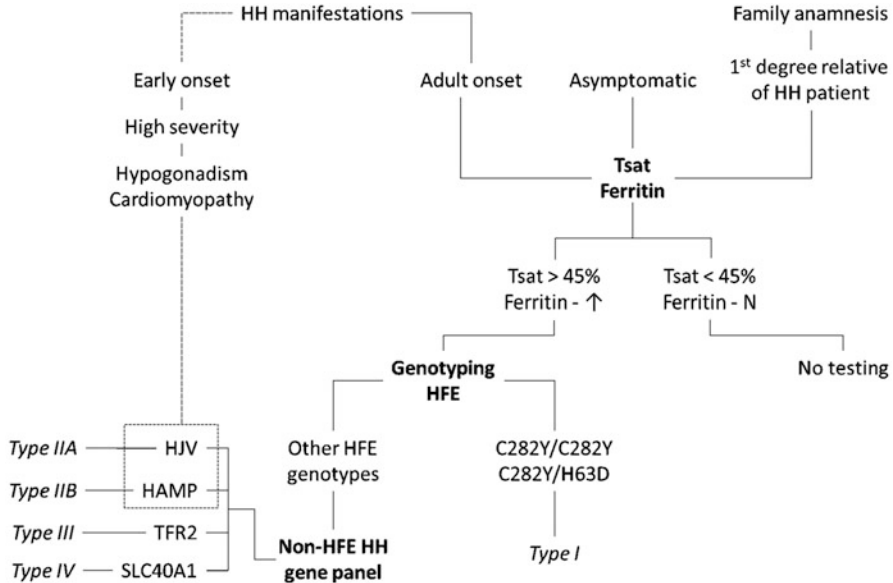 HH manifestations
Family anamnesis
Early onset
Adult onset
Asymptomatic
1st degree relative
of HH patient
High severity
Hypogonadism
Cardiomyopathy
Tsat
Ferritin
Tsat > 45%
Ferritin - ↑
Tsat < 45%
Ferritin - N
Genotyping
HFE
No testing
Type IIA
HJV
Type IIB
HAMP
Type III
TFR2
Type IV
SLC40A1
Other HFE
genotypes
C282Y/C282Y
C282Y/H63D
Non-HFE HH
gene panel
Type I